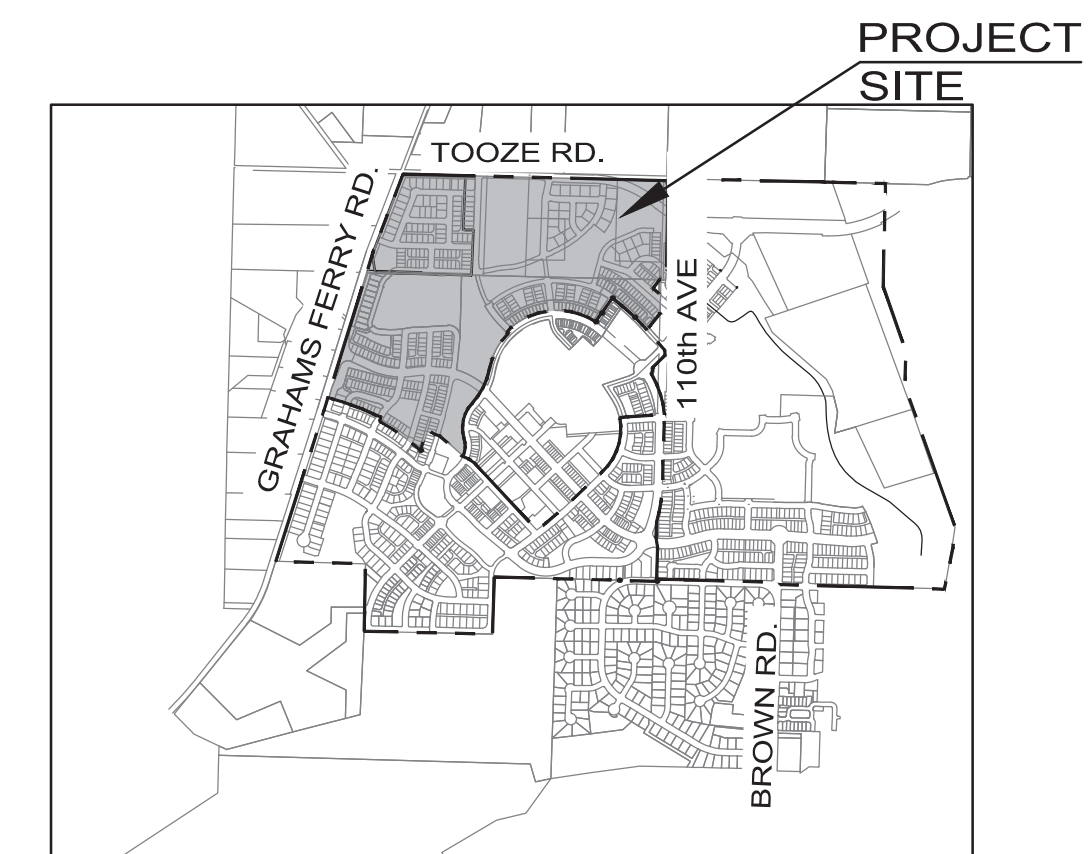 PROJECT
SITE
TOOZE RD.
GRAHAMS FERRY RD.
110th AVE
BROWN RD.